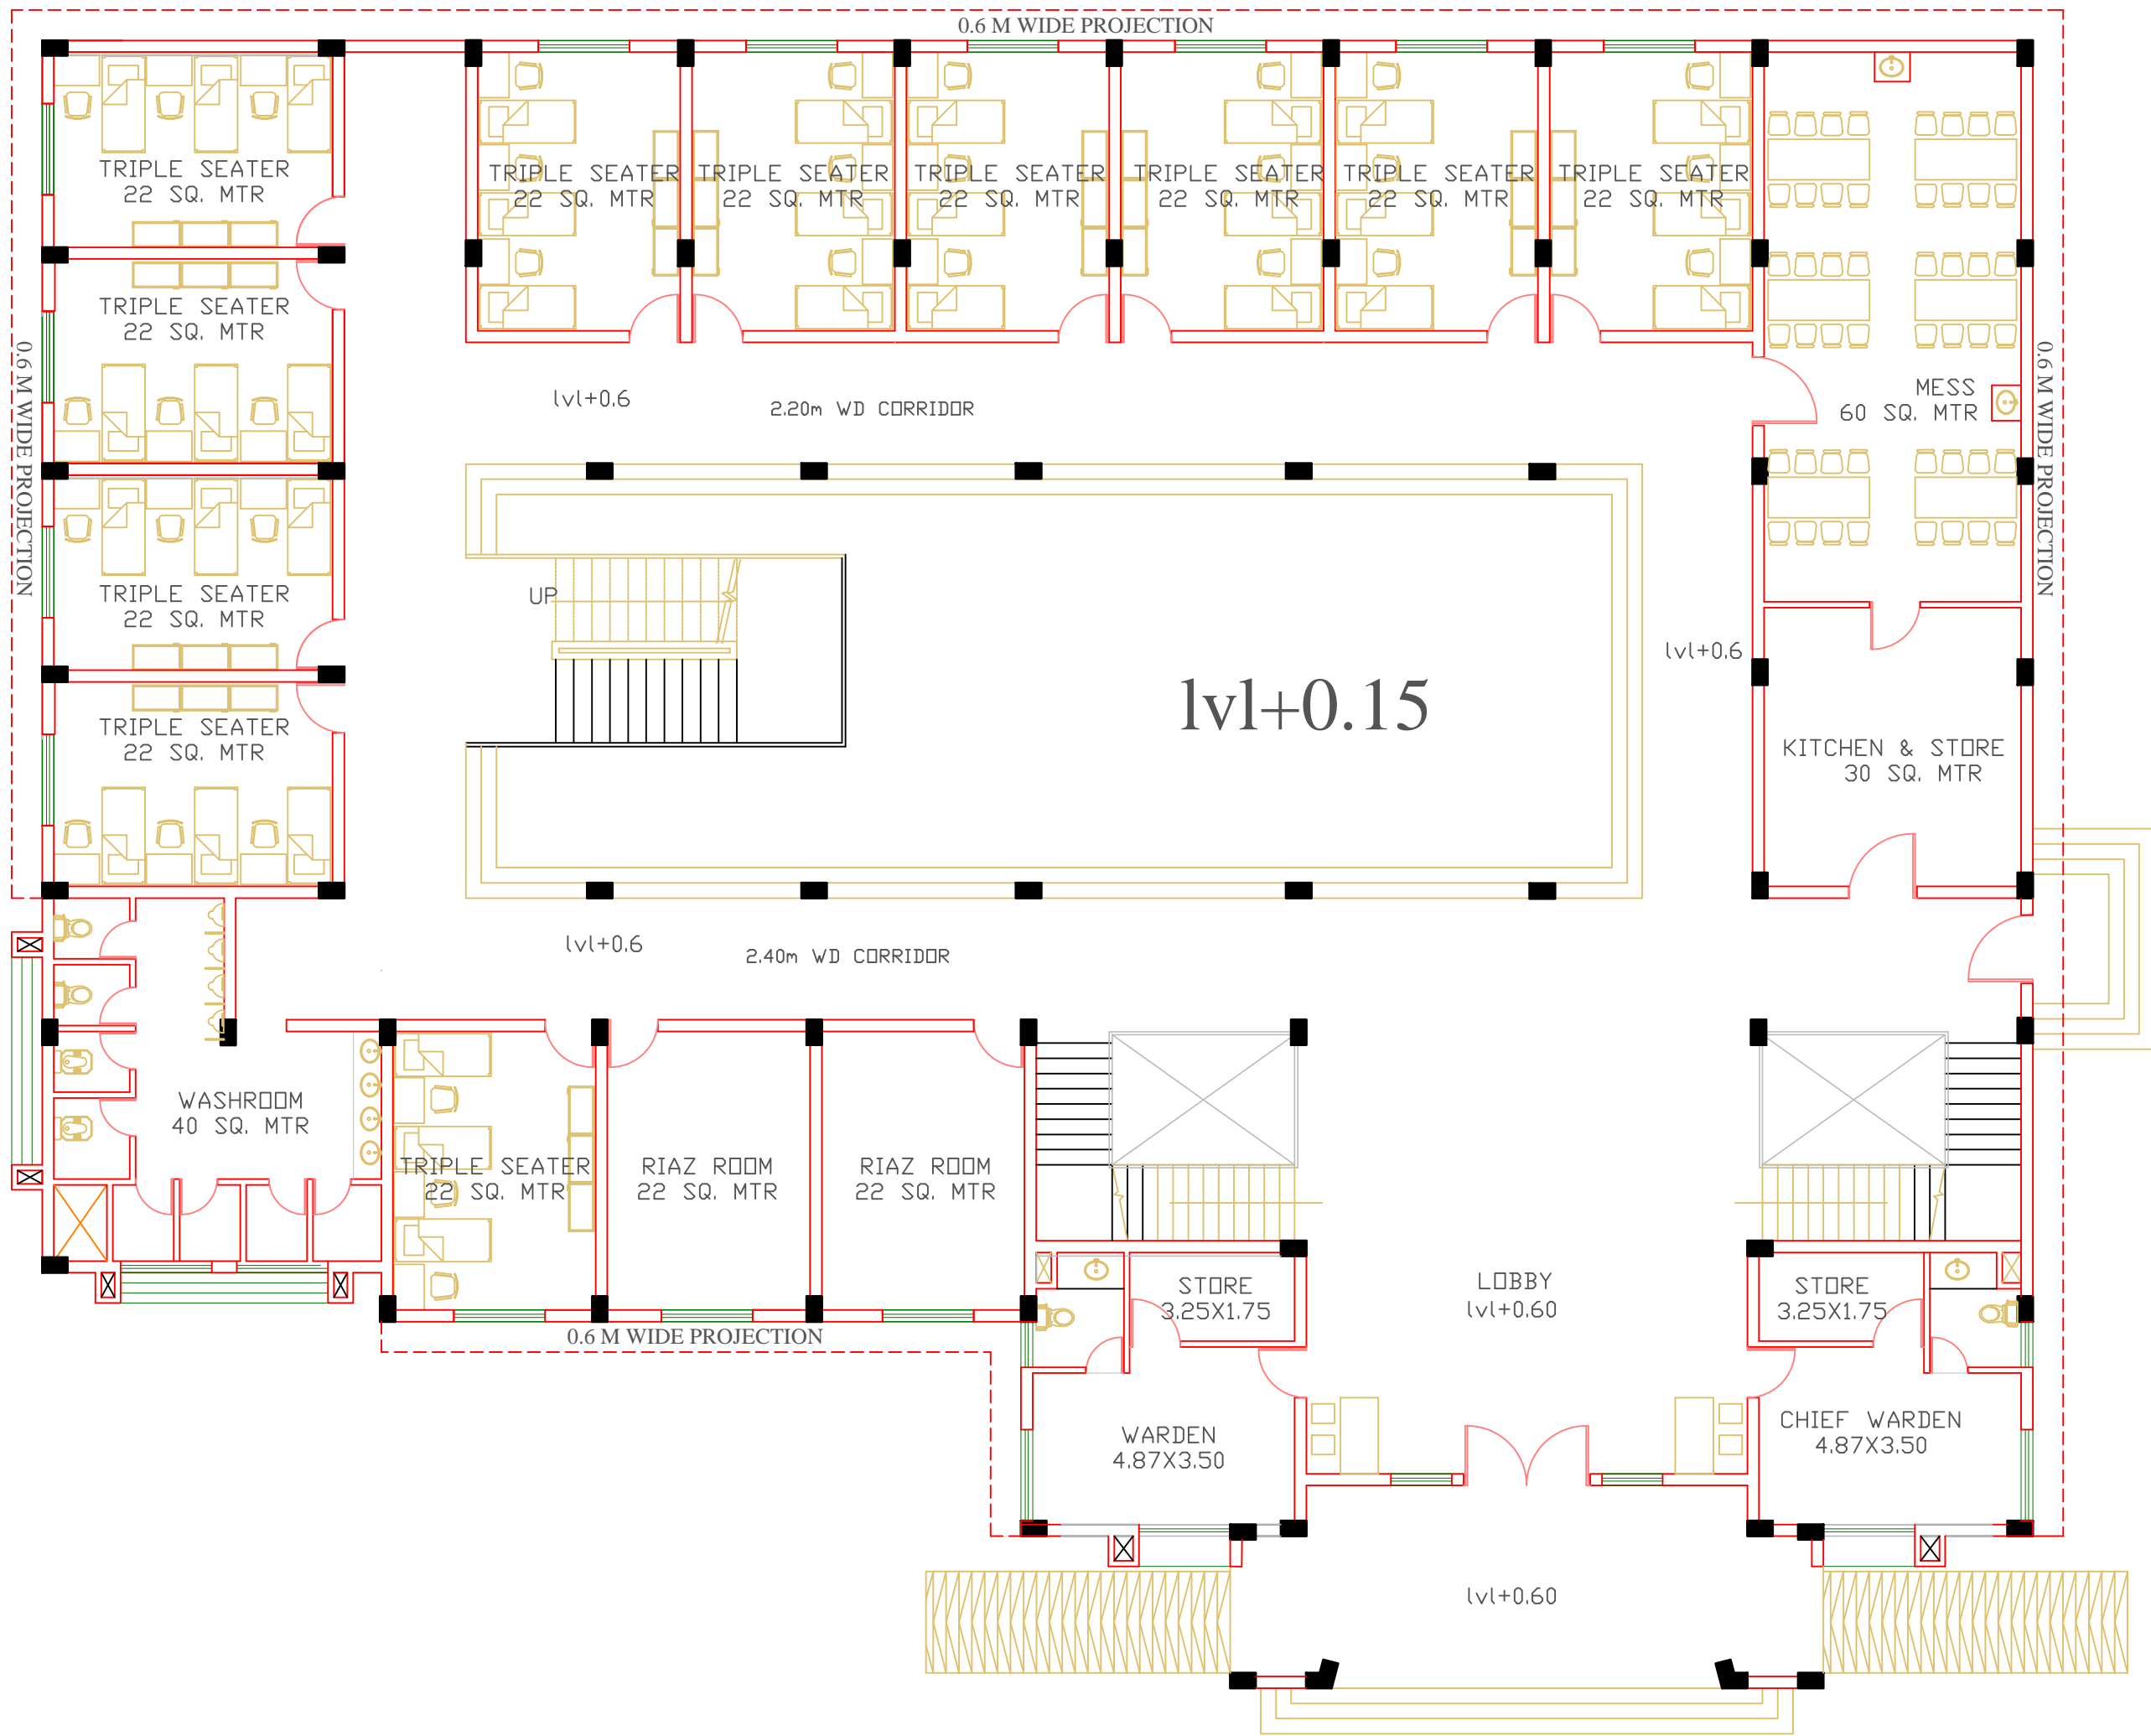 0.6 M WIDE PROJECTION
TRIPLE SEATER
22 SQ. MTR
TRIPLE SEATER
22 SQ. MTR
TRIPLE SEATER
22 SQ. MTR
TRIPLE SEATER
22 SQ. MTR
TRIPLE SEATER
22 SQ. MTR
TRIPLE SEATER
22 SQ. MTR
TRIPLE SEATER
22 SQ. MTR
TRIPLE SEATER
22 SQ. MTR
0.6 M WIDE PROJECTION
0.6 M WIDE PROJECTION
lvl+0.6
2.20m WD CORRIDOR
MESS
60 SQ. MTR
TRIPLE SEATER
22 SQ. MTR
UP
lvl+0.6
lvl+0.15
TRIPLE SEATER
22 SQ. MTR
KITCHEN & STORE
30 SQ. MTR
lvl+0.6
2.40m WD CORRIDOR
WASHROOM
40 SQ. MTR
TRIPLE SEATER
22 SQ. MTR
RIAZ ROOM
22 SQ. MTR
RIAZ ROOM
22 SQ. MTR
STORE
3.25X1.75
LOBBY
lvl+0.60
STORE
3.25X1.75
0.6 M WIDE PROJECTION
WARDEN
4.87X3.50
CHIEF WARDEN
4.87X3.50
lvl+0.60